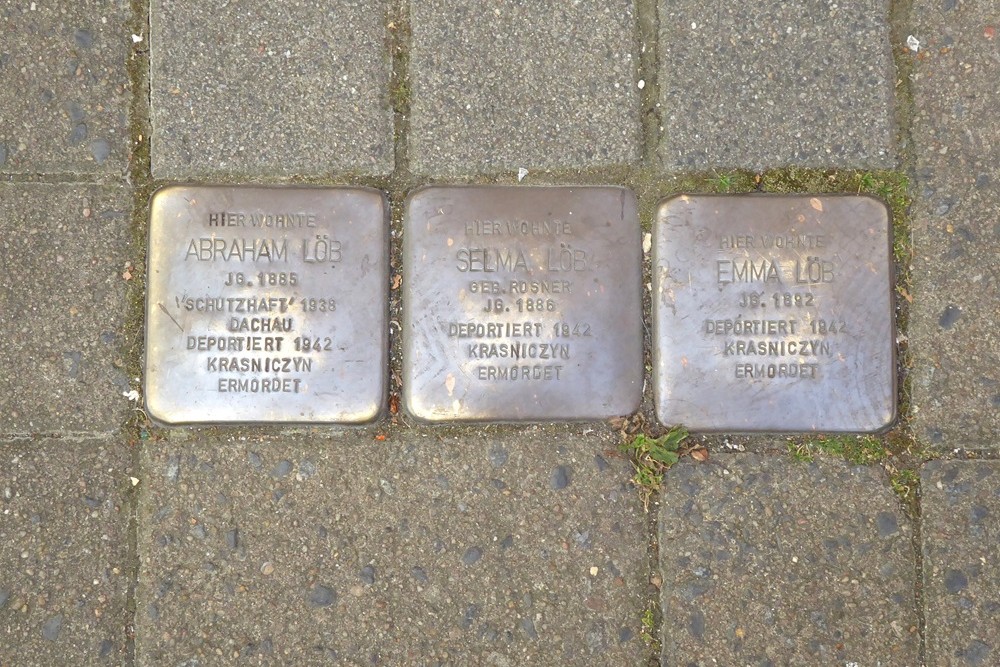 HIER WOHNTE
ABRAHAM LÖB
JG. 1885
'SCHUTZHAFT' 1938
DACHAU
DEPORTIERT 1942
KRASNICZYN
ERMORDET
HIER WOHNTE
SELMA LÖB
GEB. ROSNER
JG. 1886
DEPORTIERT 1942
KRASNICZYN
ERMORDET
HIER WOHNTE
EMMA LÖB
JG. 1892
DEPORTIERT 1942
KRASNICZYN
ERMORDET